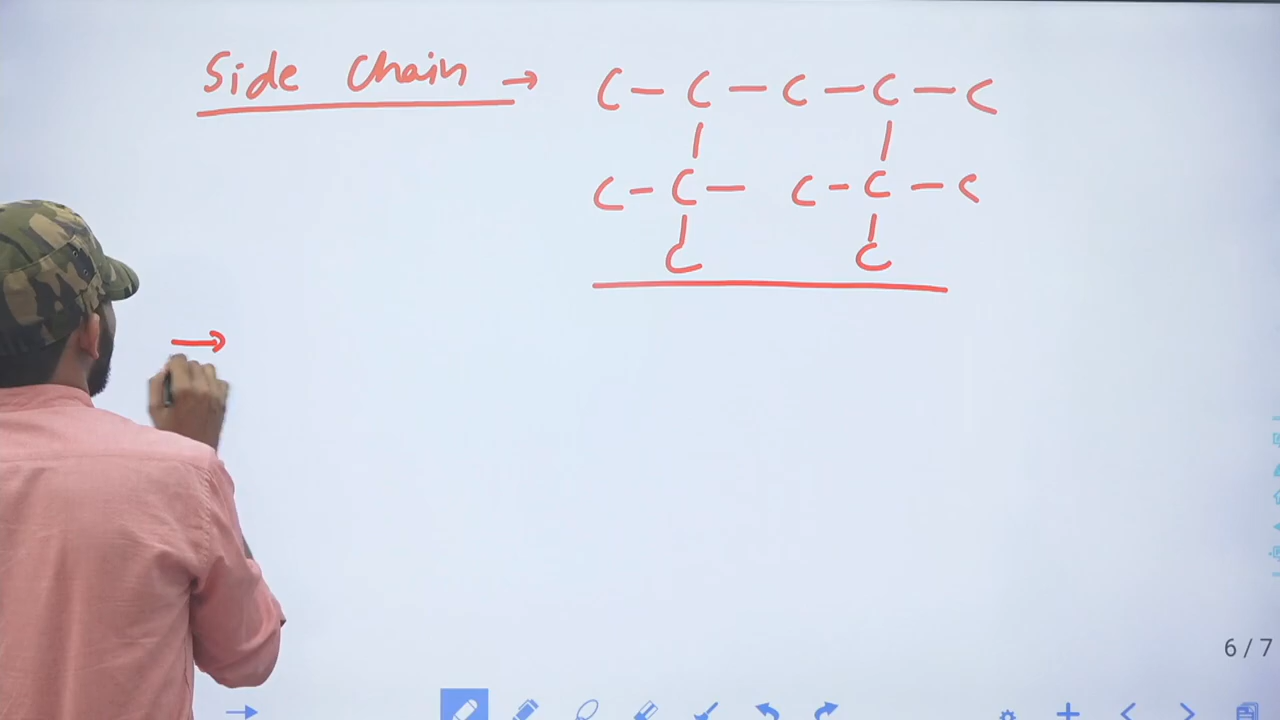 Side Chain → C — C — C — C — C
C — C — C — C — C
C C
→
6 / 7